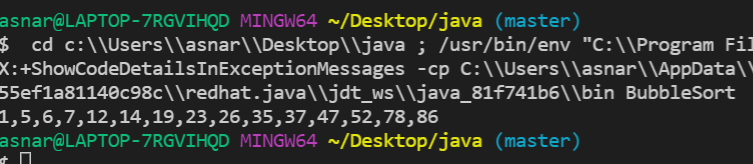 asnar@LAPTOP-7RGVIHQD MINGW64 ~/Desktop/java (master)
$  cd c:\\Users\\asnar\\Desktop\\java ; /usr/bin/env "C:\\Program Fil
X:+ShowCodeDetailsInExceptionMessages -cp C:\\Users\\asnar\\AppData\\
55ef1a81140c98c\\redhat.java\\jdt_ws\\java_81f741b6\\bin BubbleSort
1,5,6,7,12,14,19,23,26,35,37,47,52,78,86
asnar@LAPTOP-7RGVIHQD MINGW64 ~/Desktop/java (master)
$